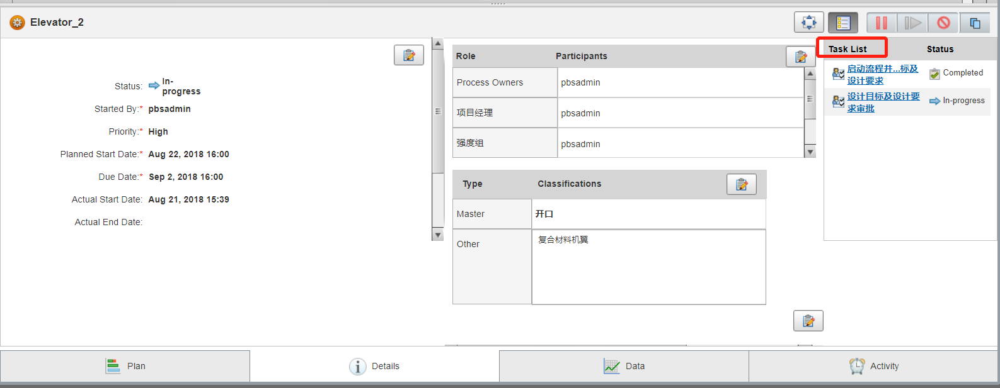 Elevator_2
Status: In-
progress
Started By:* pbsadmin
Priority:* High
Planned Start Date:* Aug 22, 2018 16:00
Due Date:* Sep 2, 2018 16:00
Actual Start Date: Aug 21, 2018 15:39
Actual End Date:
Role Participants
Process Owners pbsadmin
项目经理 pbsadmin
强度组 pbsadmin
Type Classifications
Master 开口
Other 复合材料机翼
Task List Status
启动流程并...标及
设计要求 Completed
设计目标及设计要
求审批 In-progress
Plan Details Data Activity